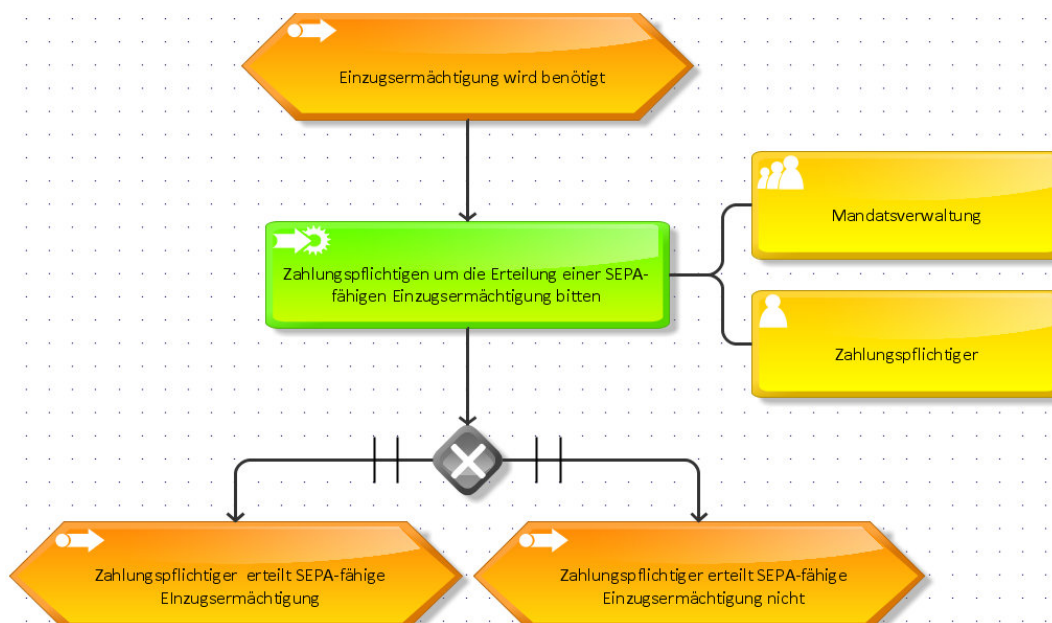 Einzugsermächtigung wird benötigt
Mandatsverwaltung
Zahlungspflichtigen um die Erteilung einer SEPA-
fähigen Einzugsermächtigung bitten
Zahlungspflichtiger
Zahlungspflichtiger erteilt SEPA-fähige
EInzugsermächtigung
Zahlungspflichtiger erteilt SEPA-fähige
Einzugsermächtigung nicht